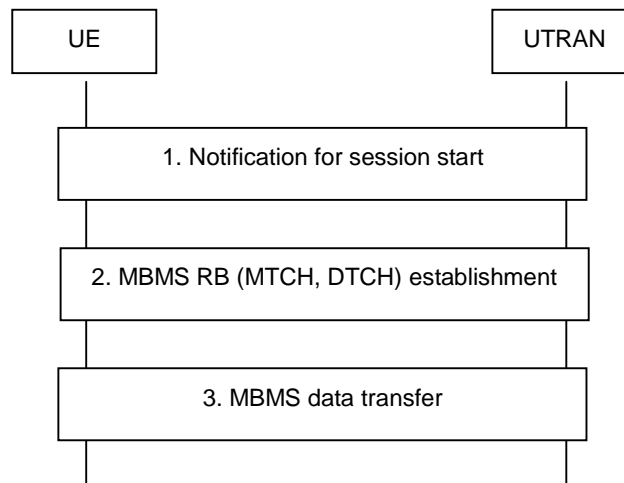 UE
UTRAN
1. Notification for session start
2. MBMS RB (MTCH, DTCH) establishment
3. MBMS data transfer